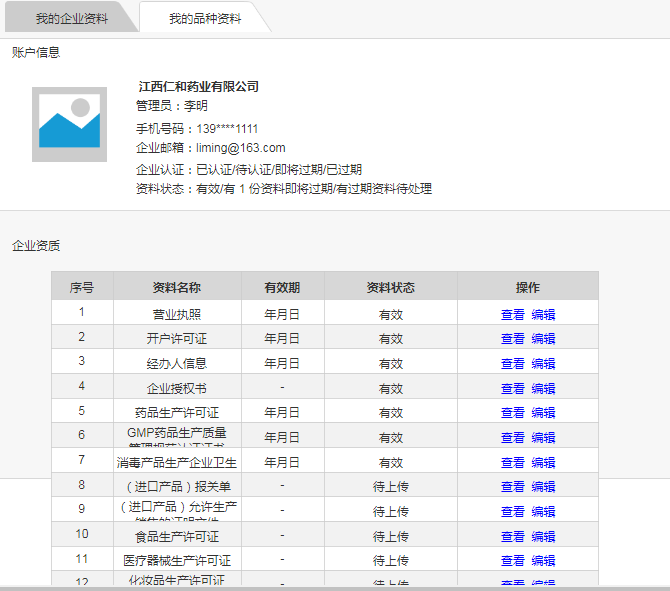 我的企业资料 我的品种资料
账户信息
江西仁和药业有限公司
管理员：李明
手机号码：139****1111
企业邮箱：liming@163.com
企业认证：已认证/待认证/即将过期/已过期
资料状态：有效/有 1 份资料即将过期/有过期资料待处理
企业资质
序号 资料名称 有效期 资料状态 操作
1 营业执照 年月日 有效 查看 编辑
2 开户许可证 年月日 有效 查看 编辑
3 经办人信息 年月日 有效 查看 编辑
4 企业授权书 - 有效 查看 编辑
5 药品生产许可证 年月日 有效 查看 编辑
6 GMP药品生产质量 年月日 有效 查看 编辑
7 消毒产品生产企业卫生 年月日 有效 查看 编辑
8 （进口产品）报关单 - 待上传 查看 编辑
9 （进口产品）允许生产 - 待上传 查看 编辑
10 食品生产许可证 - 待上传 查看 编辑
11 医疗器械生产许可证 - 待上传 查看 编辑
12 化妆品生产许可证 - 待上传 查看 编辑